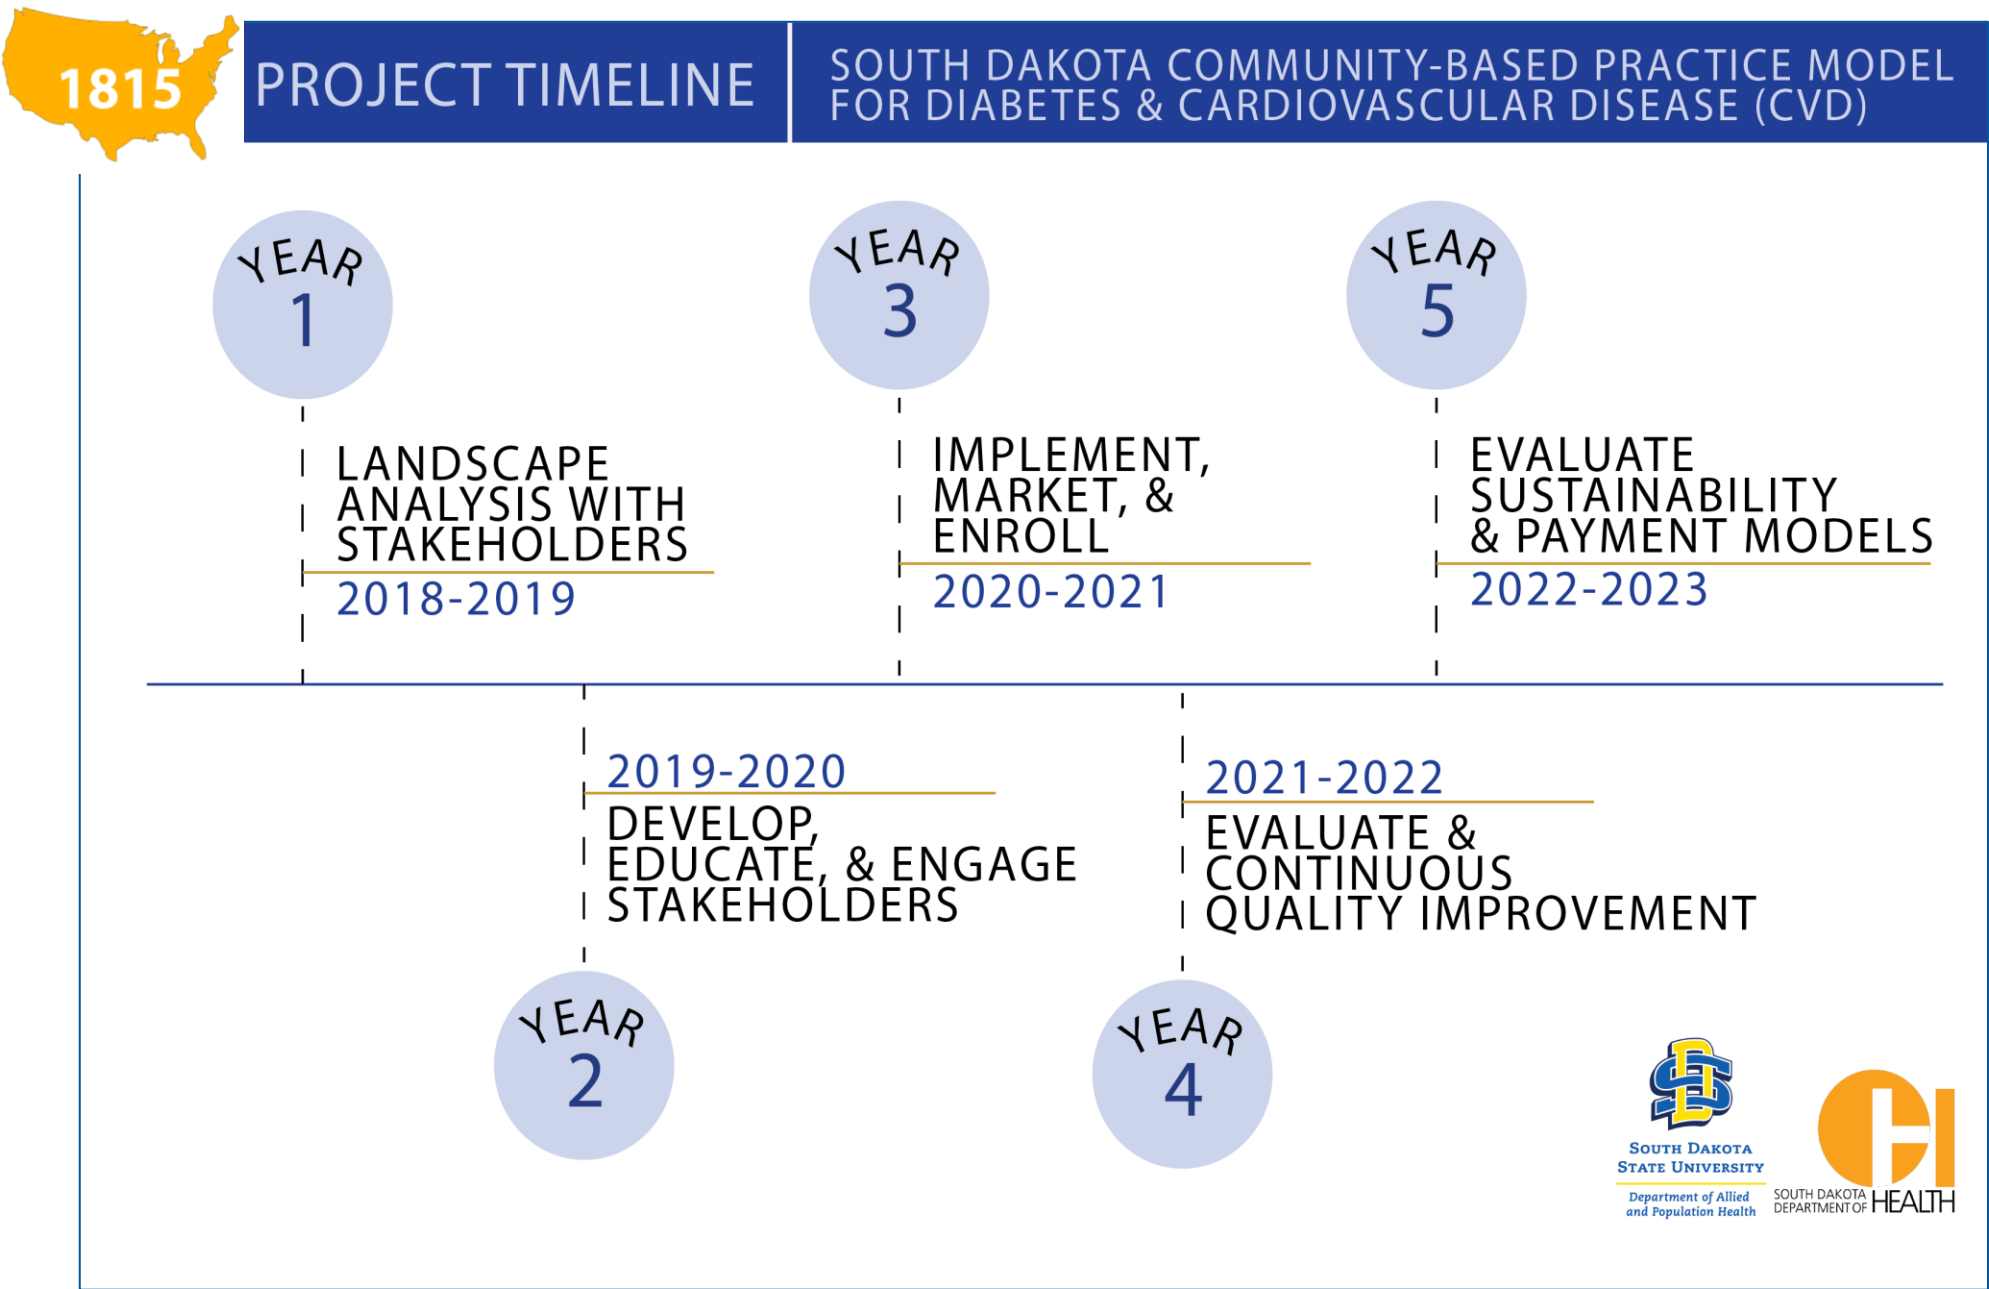 1815
PROJECT TIMELINE
SOUTH DAKOTA COMMUNITY-BASED PRACTICE MODEL
FOR DIABETES & CARDIOVASCULAR DISEASE (CVD)
YEAR
1
LANDSCAPE
ANALYSIS WITH
STAKEHOLDERS
2018-2019
YEAR
2
2019-2020
DEVELOP,
EDUCATE, & ENGAGE
STAKEHOLDERS
YEAR
3
IMPLEMENT,
MARKET, &
ENROLL
2020-2021
YEAR
4
2021-2022
EVALUATE &
CONTINUOUS
QUALITY IMPROVEMENT
YEAR
5
EVALUATE
SUSTAINABILITY
& PAYMENT MODELS
2022-2023
SD
SOUTH DAKOTA
STATE UNIVERSITY
Department of Allied
and Population Health
SOUTH DAKOTA
DEPARTMENT OF HEALTH